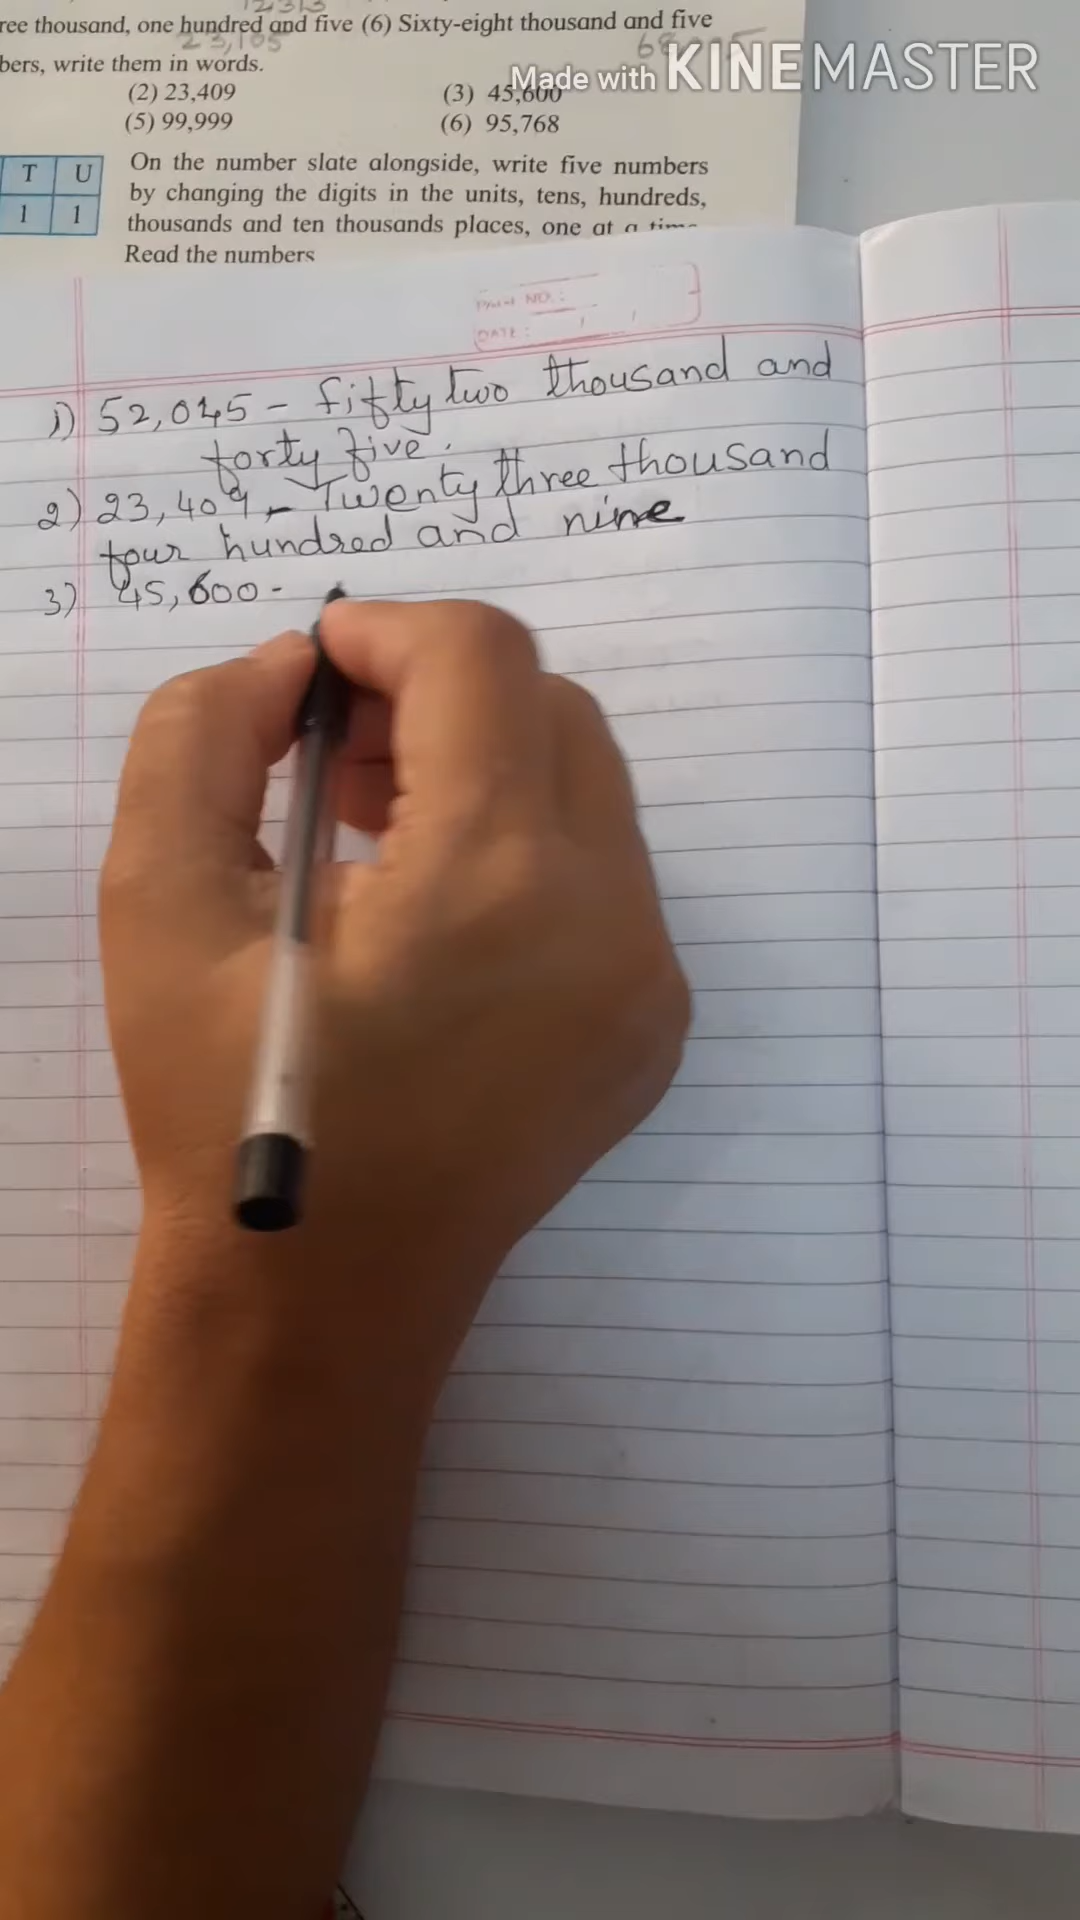 ree thousand, one hundred and five (6) Sixty-eight thousand and five
23,105
bers, write them in words.
Made with KINEMASTER
(2) 23,409 (3) 45,600
(5) 99,999 (6) 95,768
T U On the number slate alongside, write five numbers
by changing the digits in the units, tens, hundreds,
1 1 thousands and ten thousands places, one at a time
Read the numbers
NO.:
DATE:
1) 52,045 - fifty two thousand and
forty five.
2) 23,409 - Twenty three thousand
four hundred and nine
3) 45,600 -